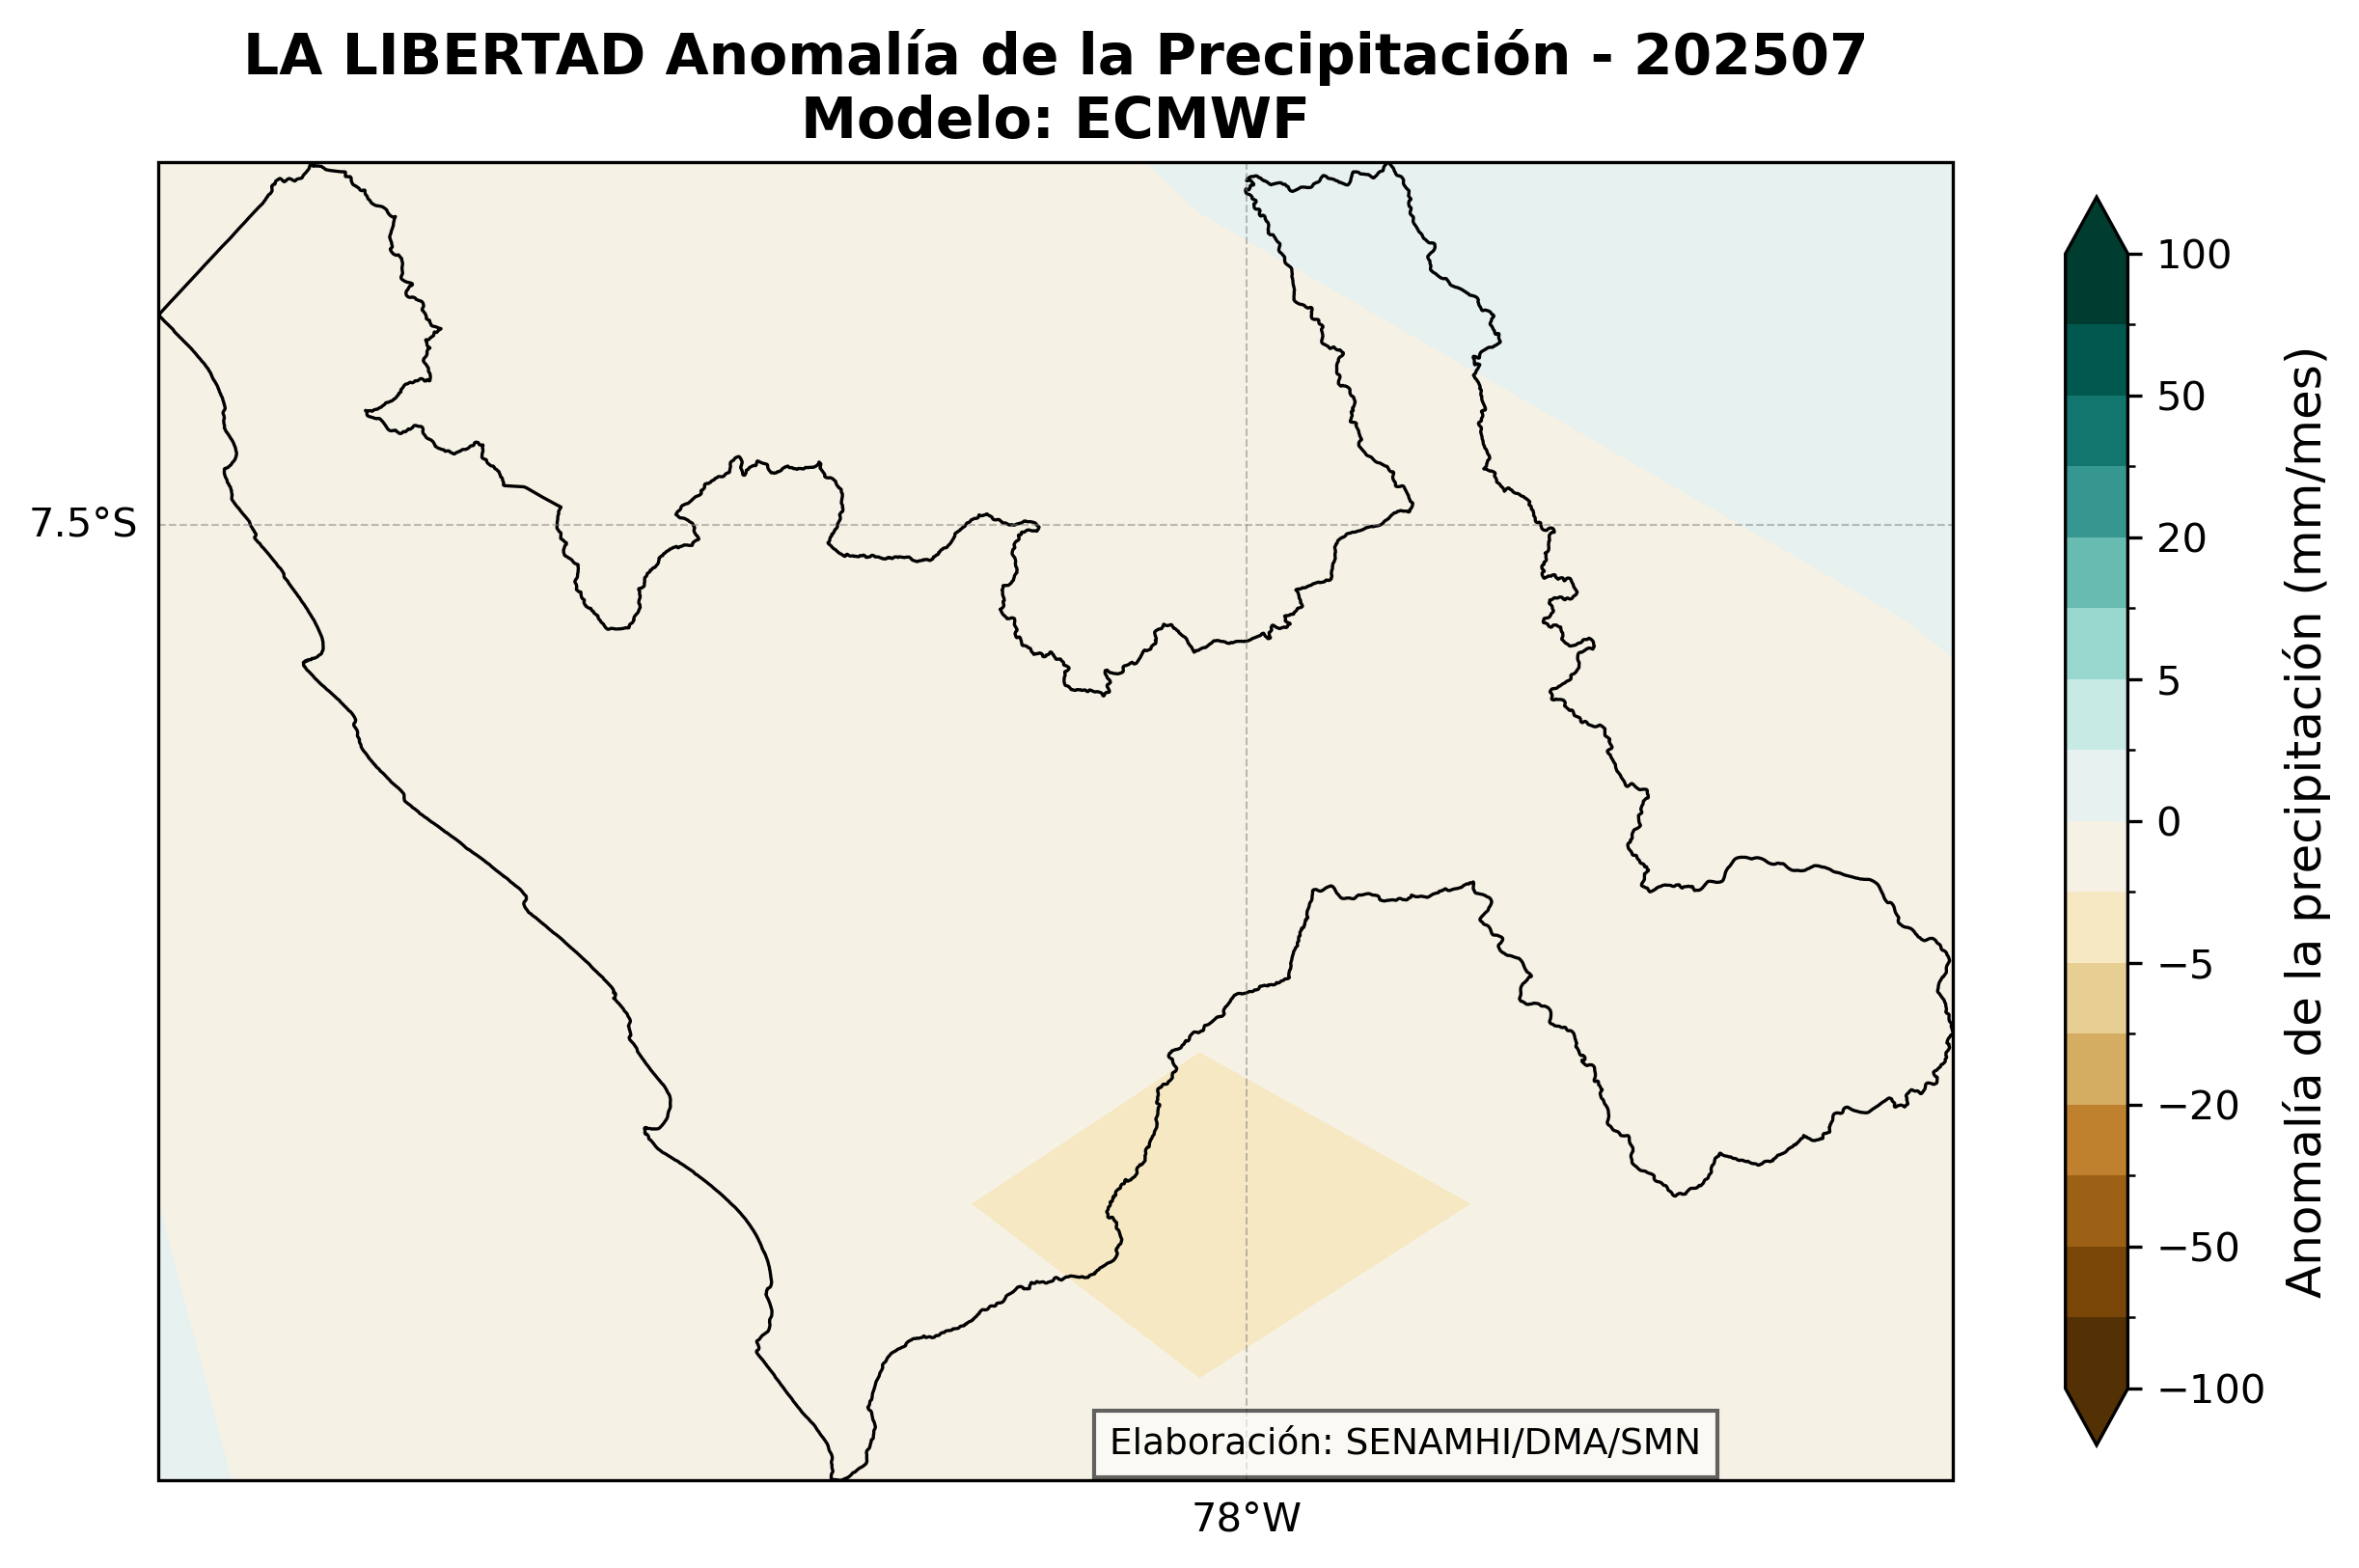 LA LIBERTAD Anomalía de la Precipitación - 202507
Modelo: ECMWF
7.5°S
78°W
Elaboración: SENAMHI/DMA/SMN
100
50
20
5
0
−5
−20
−50
−100
Anomalía de la precipitación (mm/mes)